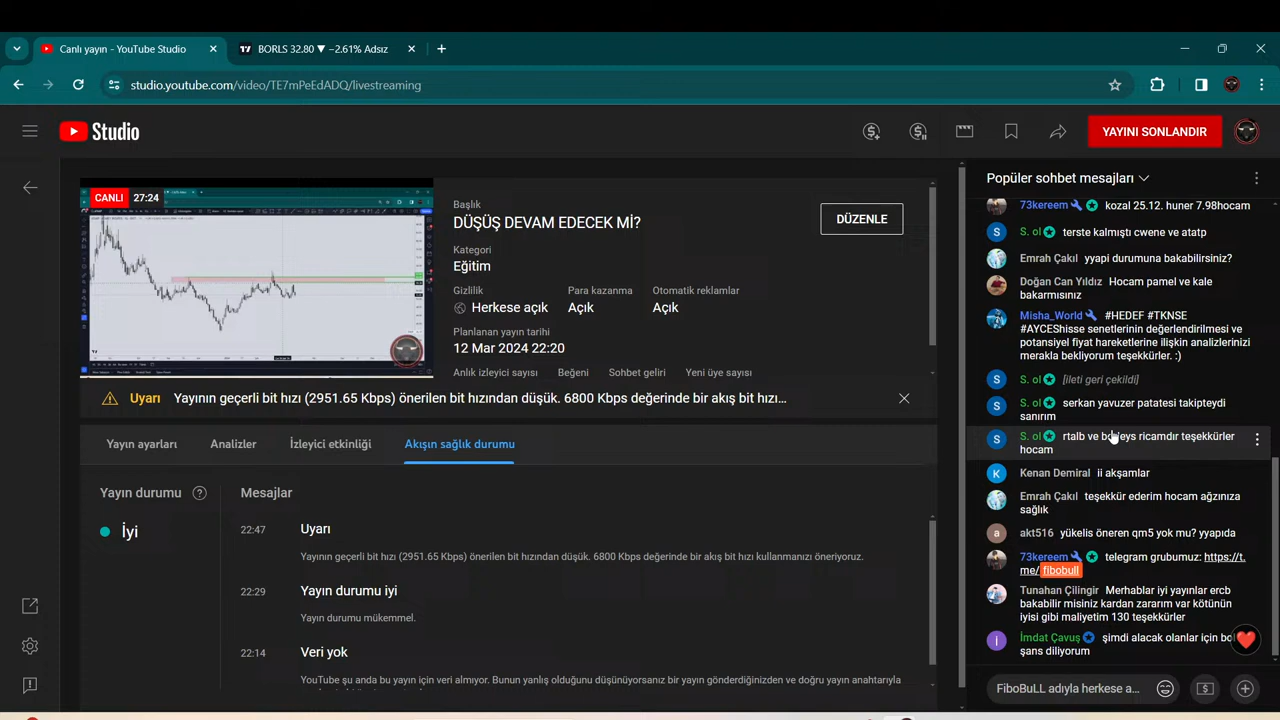 Canlı yayın - YouTube Studio
BORLS 32.80 ▼ −2.61% Adsız
studio.youtube.com/video/TE7mPeEdADQ/livestreaming
Studio
YAYINI SONLANDIR
CANLI 27:24
Başlık
DÜŞÜŞ DEVAM EDECEK Mİ?
DÜZENLE
Kategori
Eğitim
Gizlilik
Para kazanma
Otomatik reklamlar
Herkese açık
Açık
Açık
Planlanan yayın tarihi
12 Mar 2024 22:20
Anlık izleyici sayısı
Beğeni
Sohbet geliri
Yeni üye sayısı
Uyarı
Yayının geçerli bit hızı (2951.65 Kbps) önerilen bit hızından düşük. 6800 Kbps değerinde bir akış bit hızı...
Yayın ayarları
Analizler
İzleyici etkinliği
Akışın sağlık durumu
Yayın durumu
İyi
Mesajlar
22:47
Uyarı
Yayının geçerli bit hızı (2951.65 Kbps) önerilen bit hızından düşük. 6800 Kbps değerinde bir akış bit hızı kullanmanızı öneriyoruz.
22:29
Yayın durumu iyi
Yayın durumu mükemmel.
22:14
Veri yok
YouTube şu anda bu yayın için veri almıyor. Bunun yanlış olduğunu düşünüyorsanız bir yayın gönderdiğinizden ve doğru yayın anahtarıyla
Popüler sohbet mesajları
73kereem kozal 25.12. huner 7.98hocam
S. ol terste kalmıştı cwene ve atatp
Emrah Çakıl yyapi durumuna bakabilirsiniz?
Doğan Can Yıldız Hocam pamel ve kale
bakarmısınız
Misha_World #HEDEF #TKNSE
#AYCEShisse senetlerinin değerlendirilmesi ve
potansiyel fiyat hareketlerine ilişkin analizlerinizi
merakla bekliyorum. Teşekkürler :)
S. ol [ileti geri çekildi]
S. ol serkan yavuzer patatesi takipteydi
sanırım
S. ol rtalb ve ricamdır teşekkürler
hocam
Kenan Demiral ii akşamlar
Emrah Çakıl teşekkür ederim hocam ağzınıza
sağlık
akt516 yükelis öneren qm5 yok mu? yyapıda
73kereem telegram grubumuz: https://t.
me/fibobull
Tunahan Çilingir Merhablar iyi yayınlar ercb
bakabilir misiniz kardan zararım var kötünün
iyisi gibi maliyetim 130 teşekkürler
İmdat Çavuş şimdi alacak olanlar için
şans diliyorum
FiboBuLL adıyla herkese a...